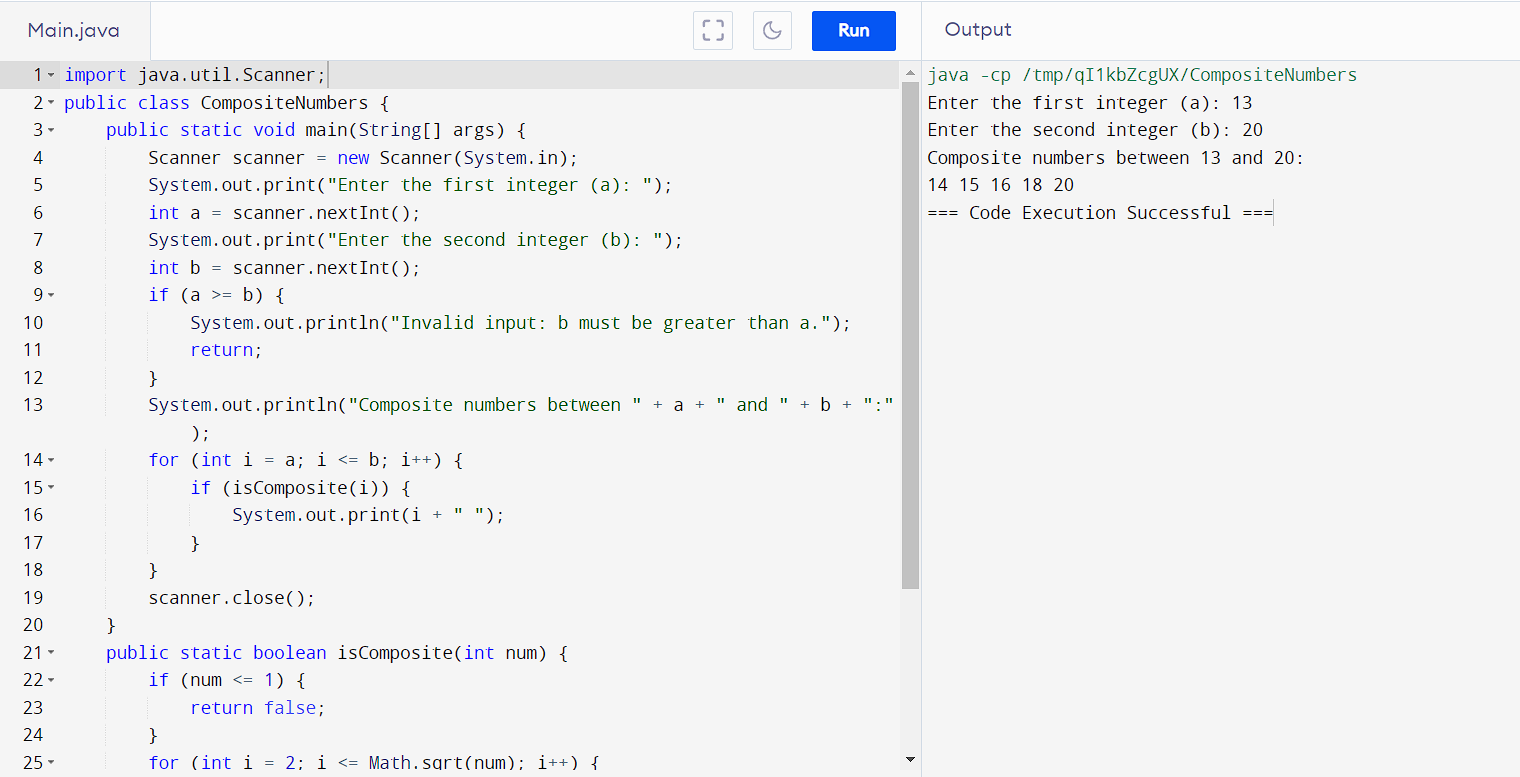 Main.java
Run
Output
1 import java.util.Scanner;
2 public class CompositeNumbers {
3     public static void main(String[] args) {
4         Scanner scanner = new Scanner(System.in);
5         System.out.print("Enter the first integer (a): ");
6         int a = scanner.nextInt();
7         System.out.print("Enter the second integer (b): ");
8         int b = scanner.nextInt();
9         if (a >= b) {
10             System.out.println("Invalid input: b must be greater than a.");
11             return;
12         }
13         System.out.println("Composite numbers between " + a + " and " + b + ":"
            );
14         for (int i = a; i <= b; i++) {
15             if (isComposite(i)) {
16                 System.out.print(i + " ");
17             }
18         }
19         scanner.close();
20     }
21     public static boolean isComposite(int num) {
22         if (num <= 1) {
23             return false;
24         }
25         for (int i = 2; i <= Math.sqrt(num); i++) {
java -cp /tmp/qI1kbZcgUX/CompositeNumbers
Enter the first integer (a): 13
Enter the second integer (b): 20
Composite numbers between 13 and 20:
14 15 16 18 20
=== Code Execution Successful ===